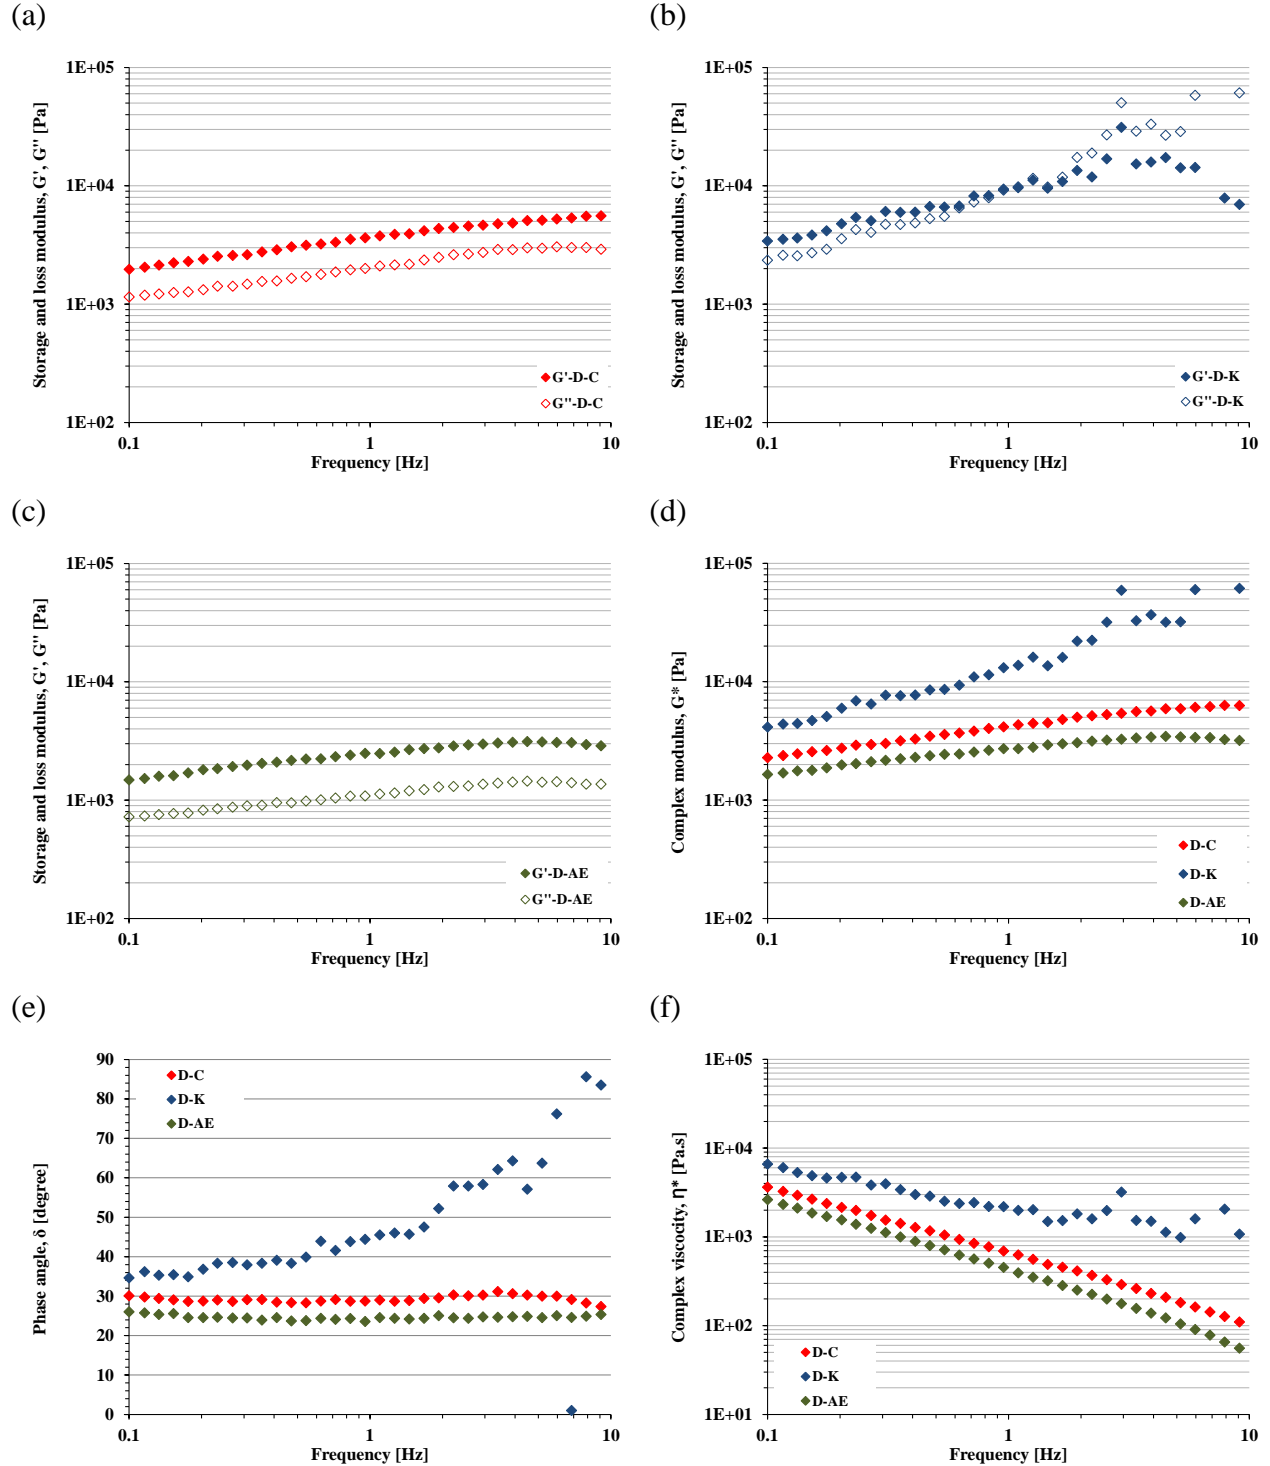 (a)
1E+05
1E+04
1E+03
1E+02
0.1
1
10
Storage and loss modulus, G', G'' [Pa]
Frequency [Hz]
G'-D-C
G''-D-C
(b)
1E+05
1E+04
1E+03
1E+02
0.1
1
10
Storage and loss modulus, G', G'' [Pa]
Frequency [Hz]
G'-D-K
G''-D-K
(c)
1E+05
1E+04
1E+03
1E+02
0.1
1
10
Storage and loss modulus, G', G'' [Pa]
Frequency [Hz]
G'-D-AE
G''-D-AE
(d)
1E+05
1E+04
1E+03
1E+02
0.1
1
10
Complex modulus, G* [Pa]
Frequency [Hz]
D-C
D-K
D-AE
(e)
90
80
70
60
50
40
30
20
10
0
0.1
1
10
Phase angle, δ [degree]
Frequency [Hz]
D-C
D-K
D-AE
(f)
1E+05
1E+04
1E+03
1E+02
1E+01
0.1
1
10
Complex viscocity, η* [Pa.s]
Frequency [Hz]
D-C
D-K
D-AE